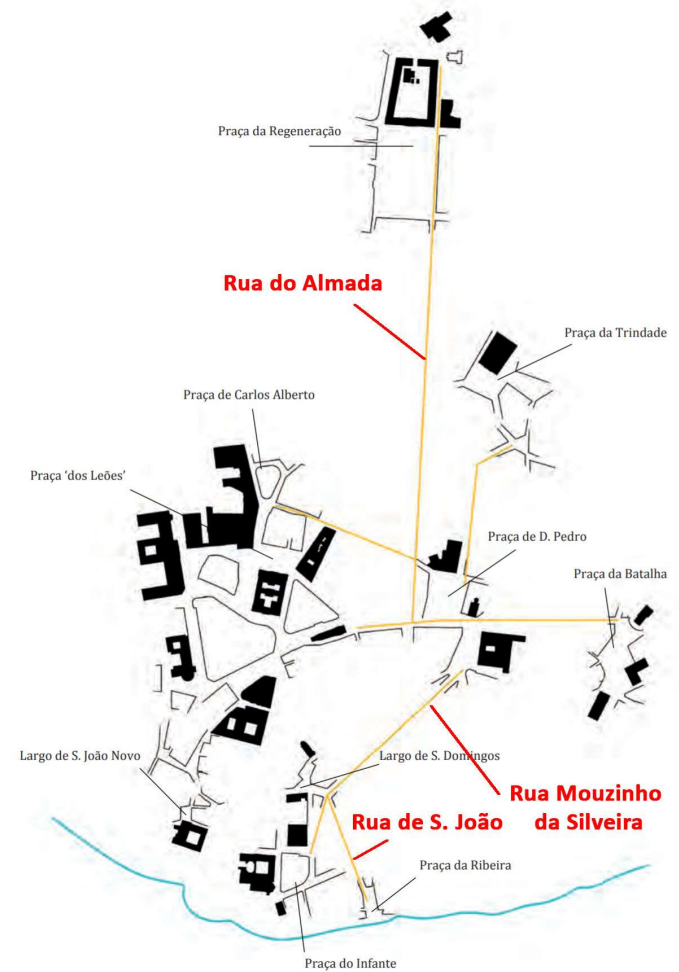 Praça da Regeneração
Rua do Almada
Praça da Trindade
Praça de Carlos Alberto
Praça 'dos Leões'
Praça de D. Pedro
Praça da Batalha
Largo de S. João Novo
Largo de S. Domingos
Rua Mouzinho
da Silveira
Rua de S. João
Praça da Ribeira
Praça do Infante